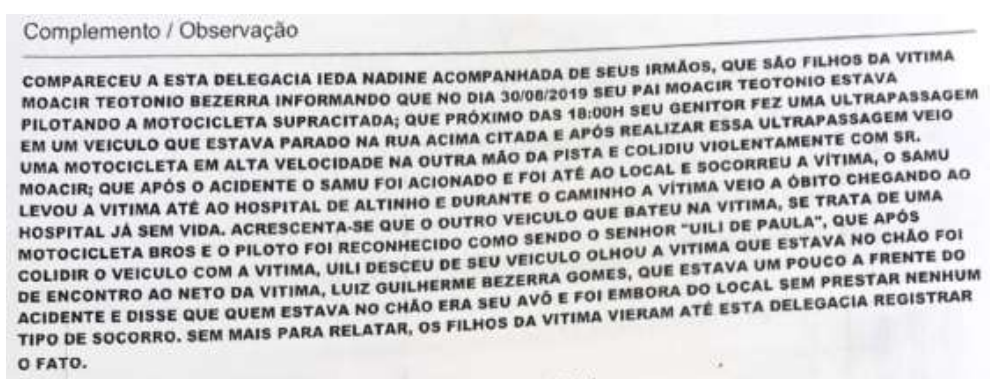 Complemento / Observação
COMPARECEU A ESTA DELEGACIA IEDA NADINE ACOMPANHADA DE SEUS IRMÃOS, QUE SÃO FILHOS DA VITIMA
MOACIR TEOTONIO BEZERRA INFORMANDO QUE NO DIA 30/08/2019 SEU PAI MOACIR TEOTONIO ESTAVA
PILOTANDO A MOTOCICLETA SUPRACITADA; QUE PRÓXIMO DAS 18:00H SEU GENITOR FEZ UMA ULTRAPASSAGEM
EM UM VEICULO QUE ESTAVA PARADO NA RUA ACIMA CITADA E APÓS REALIZAR ESSA ULTRAPASSAGEM VEIO
UMA MOTOCICLETA EM ALTA VELOCIDADE NA OUTRA MÃO DA PISTA E COLIDIU VIOLENTAMENTE COM SR.
MOACIR; QUE APÓS O ACIDENTE O SAMU FOI ACIONADO E FOI ATÉ AO LOCAL E SOCORREU A VÍTIMA, O SAMU
LEVOU A VITIMA ATÉ AO HOSPITAL DE ALTINHO E DURANTE O CAMINHO A VÍTIMA VEIO A ÓBITO CHEGANDO AO
HOSPITAL JÁ SEM VIDA. ACRESCENTA-SE QUE O OUTRO VEICULO QUE BATEU NA VITIMA, SE TRATA DE UMA
MOTOCICLETA BROS E O PILOTO FOI RECONHECIDO COMO SENDO O SENHOR "UILI DE PAULA", QUE APÓS
COLIDIR O VEICULO COM A VITIMA, UILI DESCEU DE SEU VEICULO OLHOU A VITIMA QUE ESTAVA NO CHÃO FOI
DE ENCONTRO AO NETO DA VITIMA, LUIZ GUILHERME BEZERRA GOMES, QUE ESTAVA UM POUCO A FRENTE DO
ACIDENTE E DISSE QUE QUEM ESTAVA NO CHÃO ERA SEU AVÔ E FOI EMBORA DO LOCAL SEM PRESTAR NENHUM
TIPO DE SOCORRO. SEM MAIS PARA RELATAR, OS FILHOS DA VITIMA VIERAM ATÉ ESTA DELEGACIA REGISTRAR
O FATO.